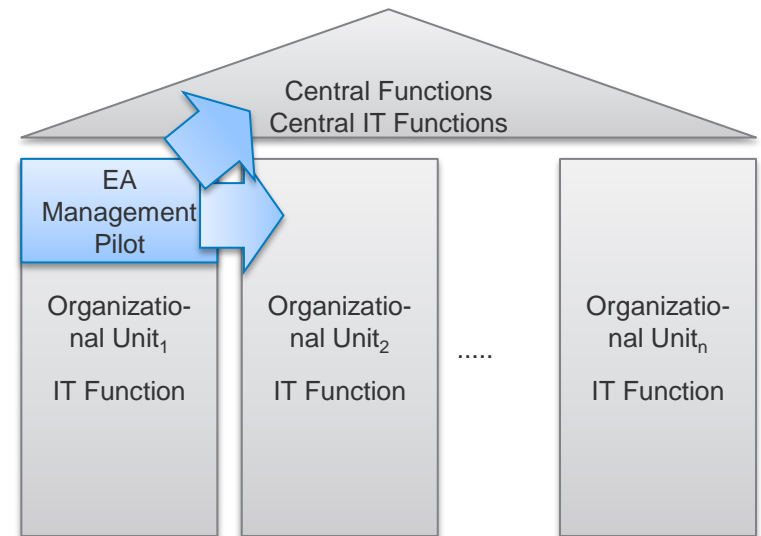 Central Functions
Central IT Functions
EA
Management
Pilot
Organizatio-
nal Unit₁
IT Function
Organizatio-
nal Unit₂
IT Function
.....
Organizatio-
nal Unitₙ
IT Function